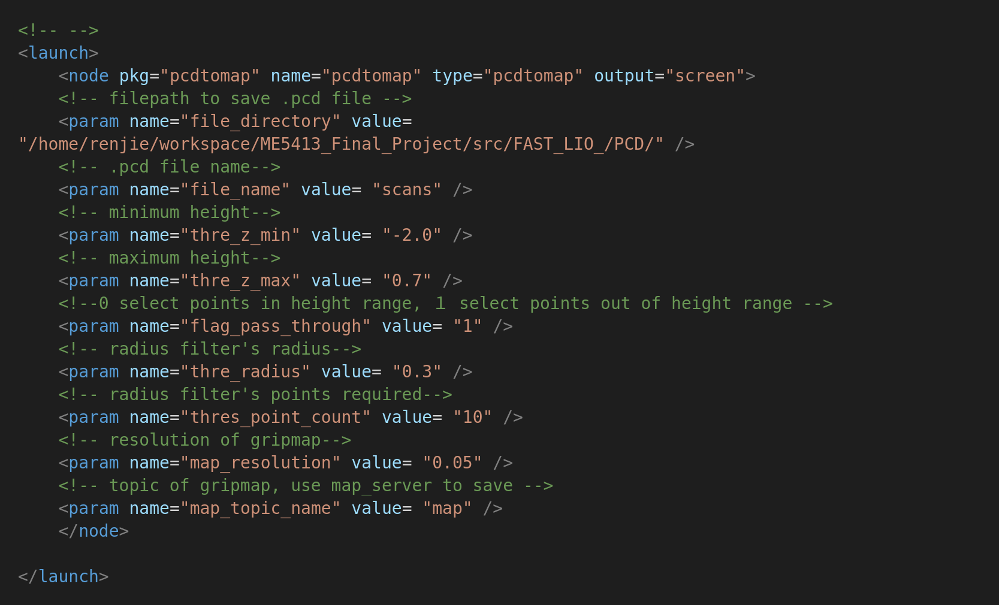 <!-- -->
<launch>
    <node pkg="pcdtomap" name="pcdtomap" type="pcdtomap" output="screen">
    <!-- filepath to save .pcd file -->
    <param name="file_directory" value=
"/home/renjie/workspace/ME5413_Final_Project/src/FAST_LIO_/PCD/" />
    <!-- .pcd file name-->
    <param name="file_name" value= "scans" />
    <!-- minimum height-->
    <param name="thre_z_min" value= "-2.0" />
    <!-- maximum height-->
    <param name="thre_z_max" value= "0.7" />
    <!--0 select points in height range, 1 select points out of height range -->
    <param name="flag_pass_through" value= "1" />
    <!-- radius filter's radius-->
    <param name="thre_radius" value= "0.3" />
    <!-- radius filter's points required-->
    <param name="thres_point_count" value= "10" />
    <!-- resolution of gripmap-->
    <param name="map_resolution" value= "0.05" />
    <!-- topic of gripmap, use map_server to save -->
    <param name="map_topic_name" value= "map" />
    </node>

</launch>